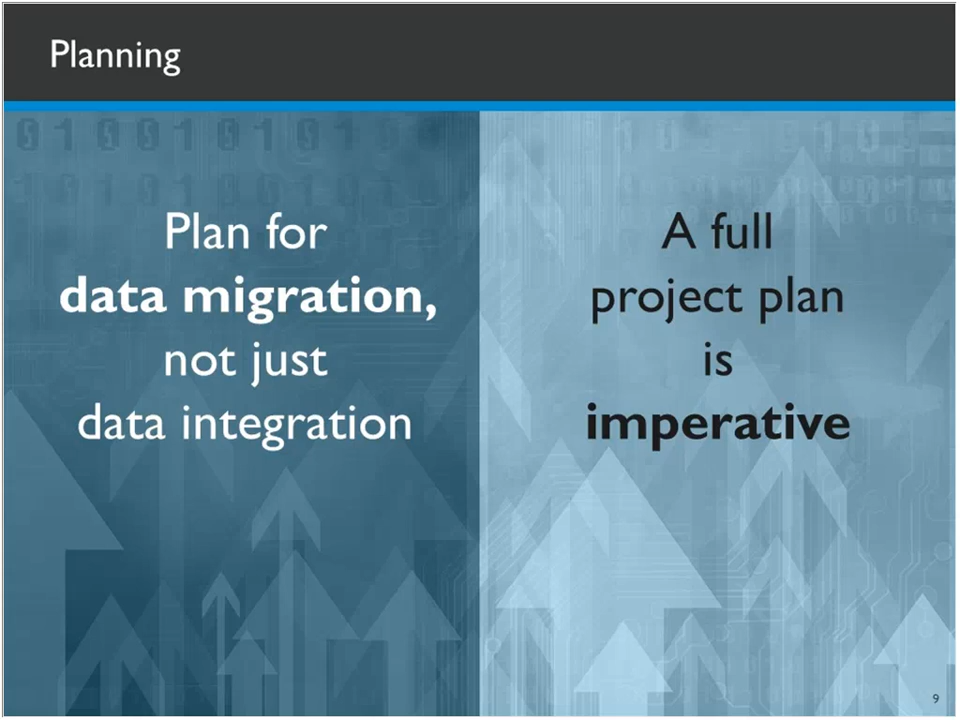 Planning
Plan for
data migration,
not just
data integration
A full
project plan
is
imperative
9